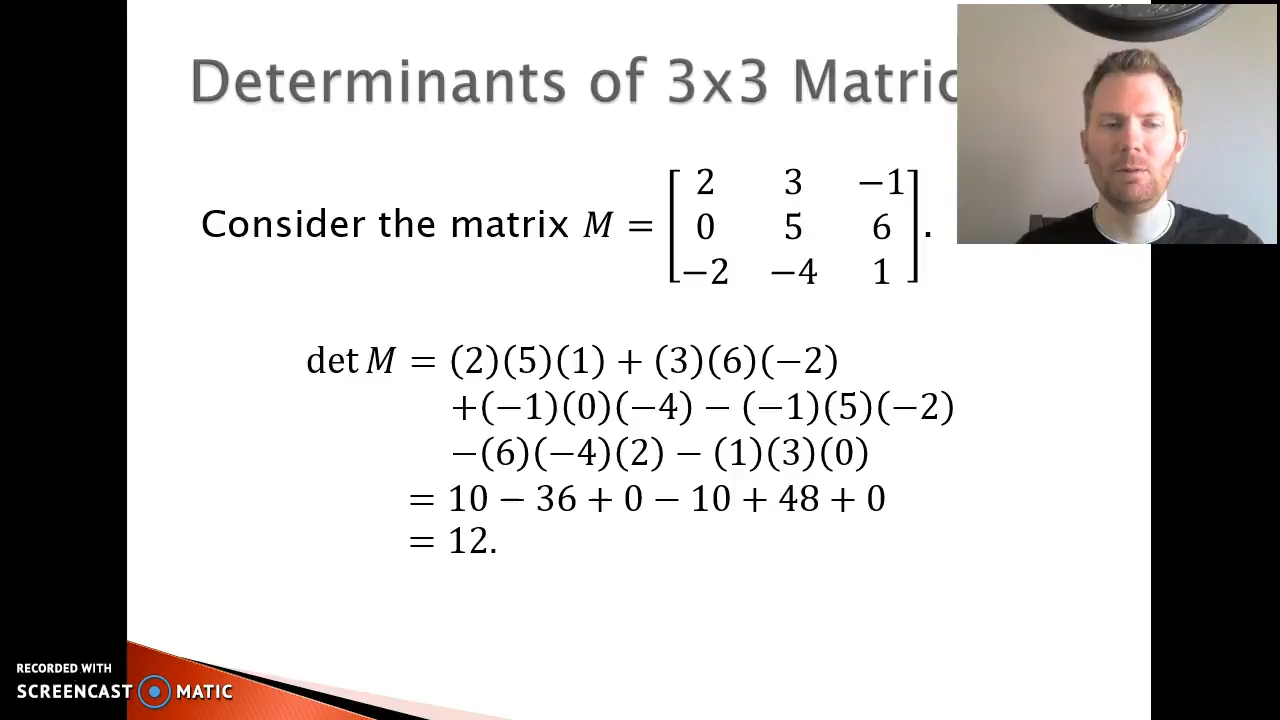 Determinants of 3x3 Matric
Consider the matrix M = [2 3 −1
0 5 6
−2 −4 1].
det M = (2)(5)(1) + (3)(6)(−2)
+(−1)(0)(−4) − (−1)(5)(−2)
−(6)(−4)(2) − (1)(3)(0)
= 10 − 36 + 0 − 10 + 48 + 0
= 12.
RECORDED WITH
SCREENCAST MATIC